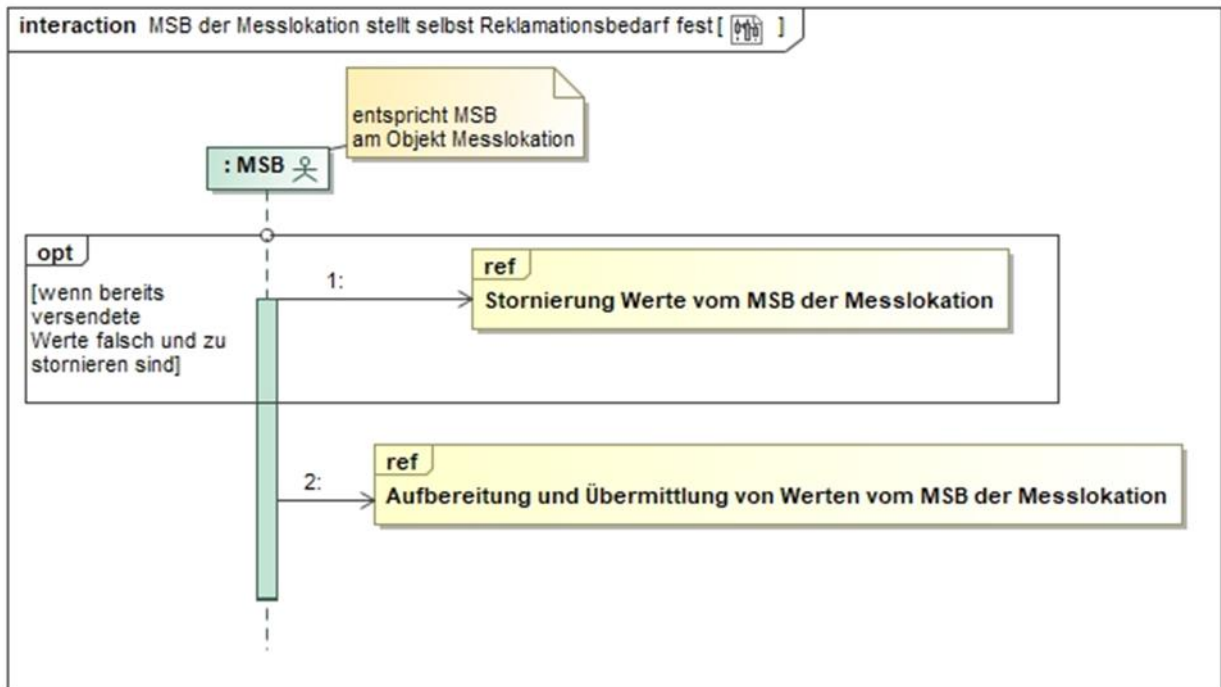 interaction MSB der Messlokation stellt selbst Reklamationsbedarf fest [ ]
entspricht MSB
am Objekt Messlokation
: MSB
opt
[wenn bereits
versendete
Werte falsch und zu
stornieren sind]
1:
ref
Stornierung Werte vom MSB der Messlokation
2:
ref
Aufbereitung und Übermittlung von Werten vom MSB der Messlokation